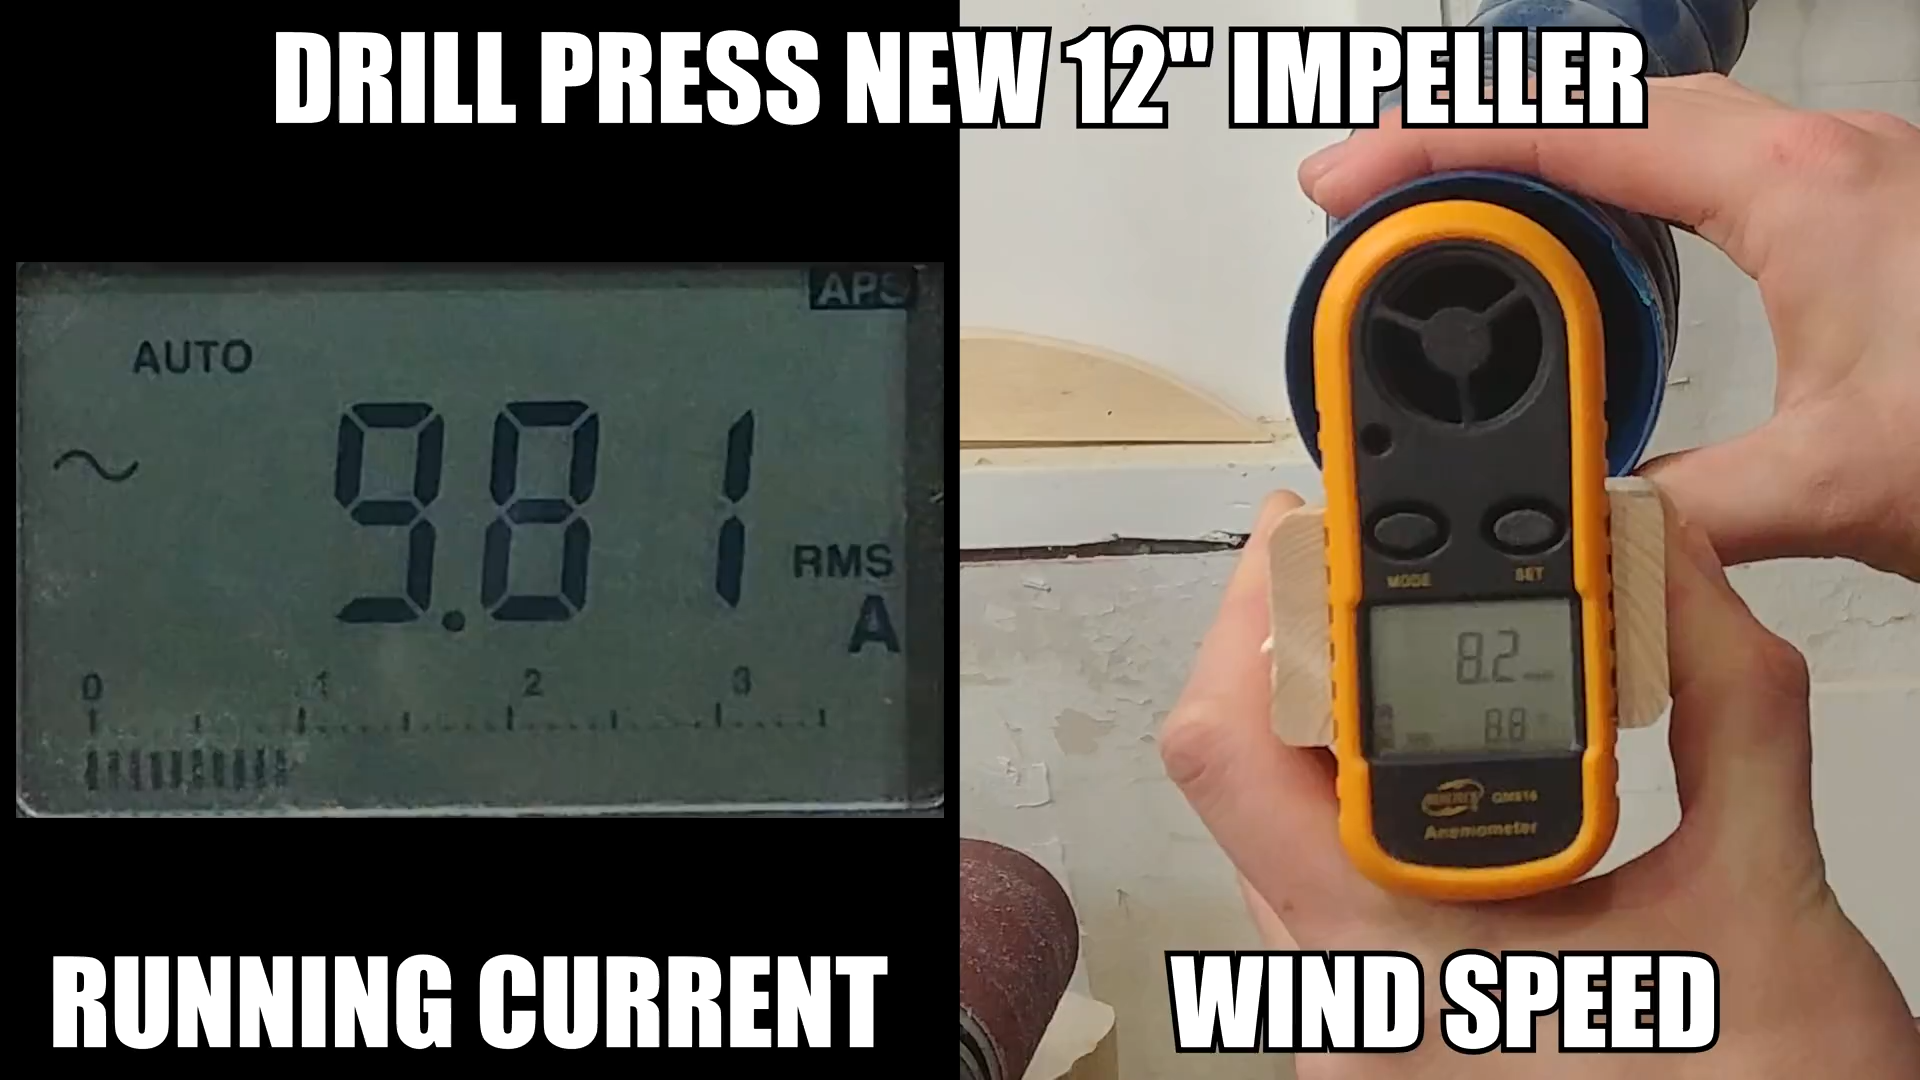 DRILL PRESS NEW 12" IMPELLER
APS
AUTO
9.81
RMS
A
0 1 2 3
MODE SET
8.2
8.8
GM816
Anemometer
RUNNING CURRENT
WIND SPEED